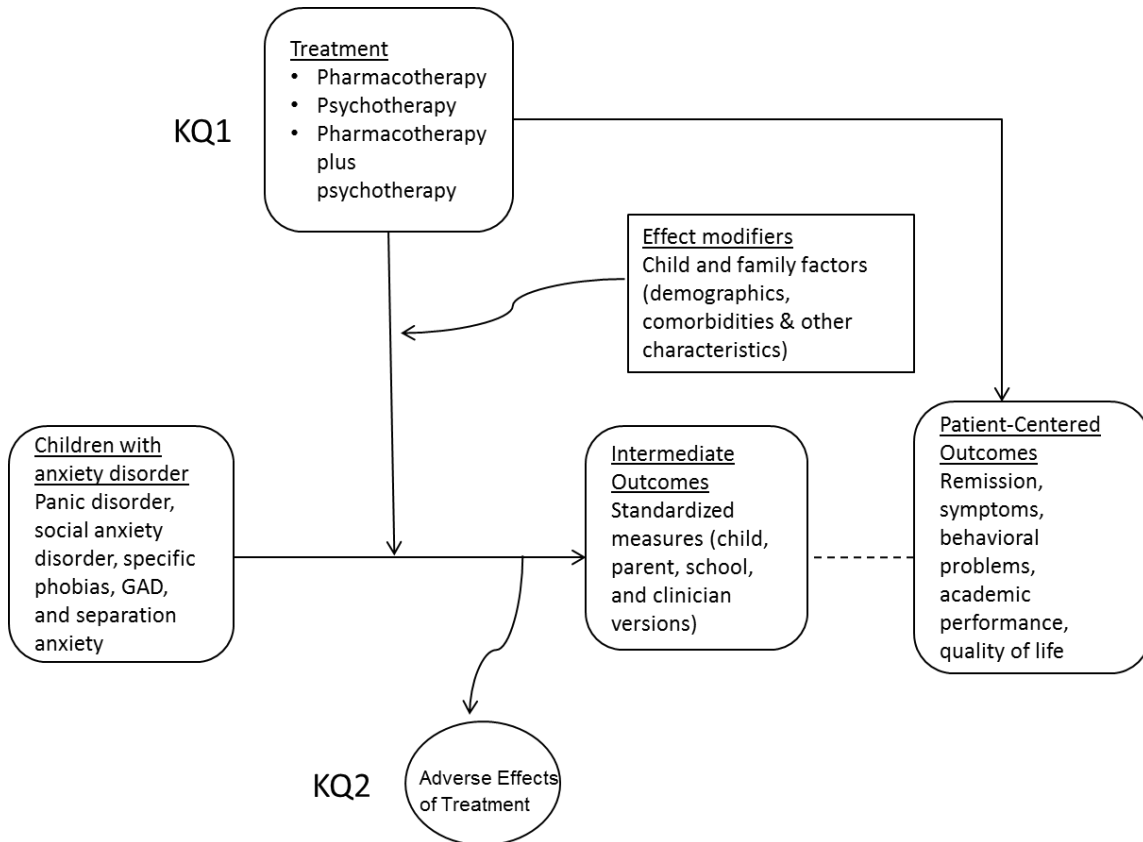 Treatment
• Pharmacotherapy
• Psychotherapy
• Pharmacotherapy
plus
psychotherapy
KQ1
Effect modifiers
Child and family factors
(demographics,
comorbidities & other
characteristics)
Children with
anxiety disorder
Panic disorder,
social anxiety
disorder, specific
phobias, GAD,
and separation
anxiety
Intermediate
Outcomes
Standardized
measures (child,
parent, school,
and clinician
versions)
Patient-Centered
Outcomes
Remission,
symptoms,
behavioral
problems,
academic
performance,
quality of life
KQ2
Adverse Effects
of Treatment